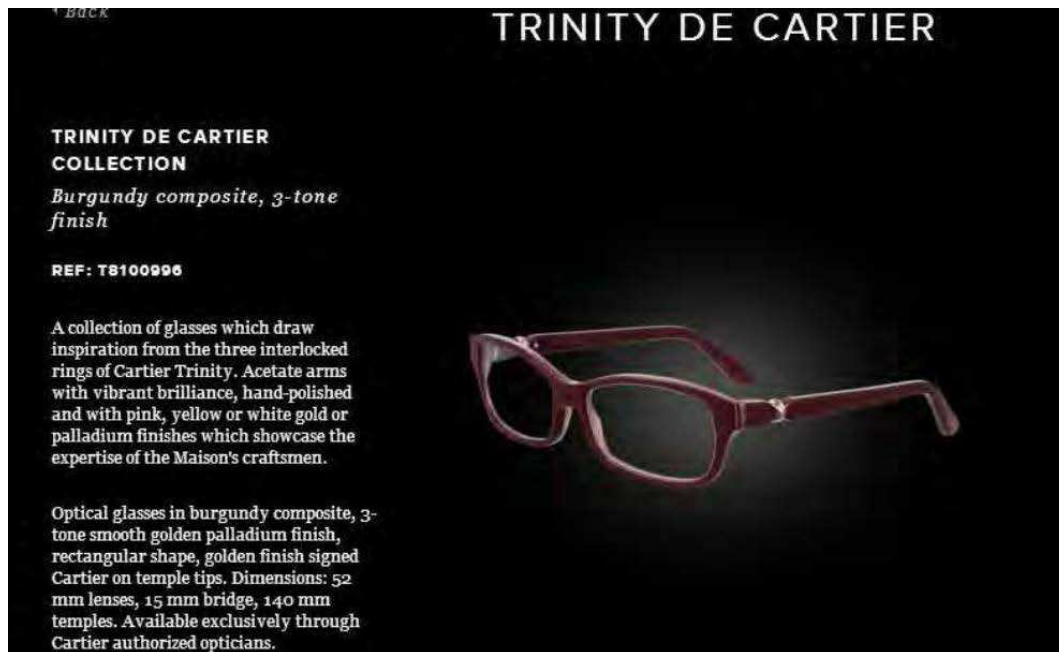 Back
TRINITY DE CARTIER
TRINITY DE CARTIER
COLLECTION
Burgundy composite, 3-tone
finish
REF: T8100996
A collection of glasses which draw
inspiration from the three interlocked
rings of Cartier Trinity. Acetate arms
with vibrant brilliance, hand-polished
and with pink, yellow or white gold or
palladium finishes which showcase the
expertise of the Maison's craftsmen.
Optical glasses in burgundy composite, 3-
tone smooth golden palladium finish,
rectangular shape, golden finish signed
Cartier on temple tips. Dimensions: 52
mm lenses, 15 mm bridge, 140 mm
temples. Available exclusively through
Cartier authorized opticians.